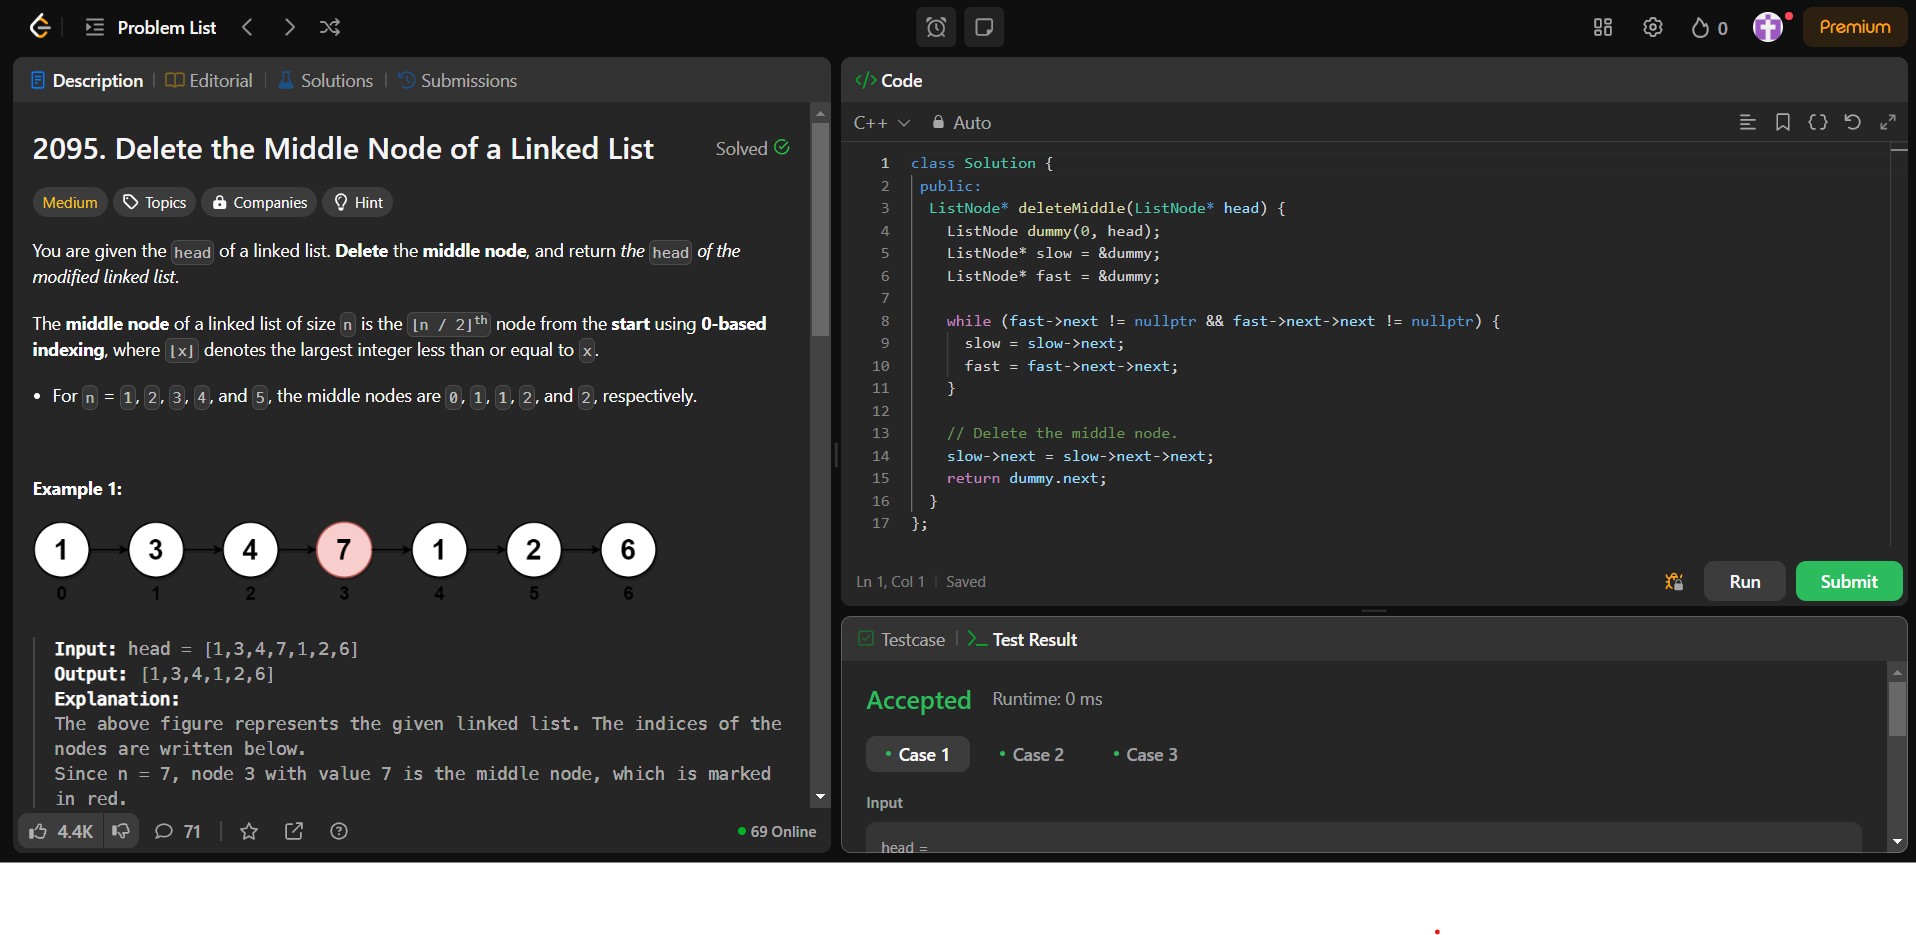 Problem List
0
Premium
Description
Editorial
Solutions
Submissions
2095. Delete the Middle Node of a Linked List
Solved
Medium
Topics
Companies
Hint
You are given the head of a linked list. Delete the middle node, and return the head of the
modified linked list.
The middle node of a linked list of size n is the ⌊n / 2⌋th node from the start using 0-based
indexing, where ⌊x⌋ denotes the largest integer less than or equal to x.
• For n = 1, 2, 3, 4, and 5, the middle nodes are 0, 1, 1, 2, and 2, respectively.
Example 1:
1 3 4 7 1 2 6
0 1 2 3 4 5 6
Input: head = [1,3,4,7,1,2,6]
Output: [1,3,4,1,2,6]
Explanation:
The above figure represents the given linked list. The indices of the
nodes are written below.
Since n = 7, node 3 with value 7 is the middle node, which is marked
in red.
4.4K
71
69 Online
</> Code
C++
Auto
1 class Solution {
2 public:
3 ListNode* deleteMiddle(ListNode* head) {
4 ListNode dummy(0, head);
5 ListNode* slow = &dummy;
6 ListNode* fast = &dummy;
7
8 while (fast->next != nullptr && fast->next->next != nullptr) {
9 slow = slow->next;
10 fast = fast->next->next;
11 }
12
13 // Delete the middle node.
14 slow->next = slow->next->next;
15 return dummy.next;
16 }
17 };
Ln 1, Col 1
Saved
Run
Submit
Testcase
Test Result
Accepted
Runtime: 0 ms
• Case 1
• Case 2
• Case 3
Input
head =